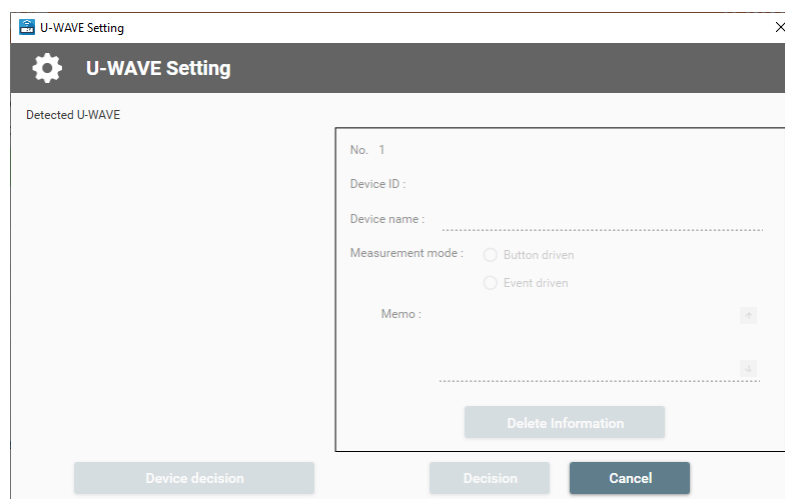 U-WAVE Setting
U-WAVE Setting
Detected U-WAVE
No. 1
Device ID :
Device name :
Measurement mode : Button driven
Event driven
Memo :
Delete Information
Device decision Decision Cancel